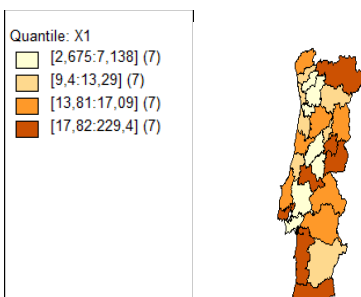 Quantile: X1
[2,675:7,138] (7)
[9,4:13,29] (7)
[13,81:17,09] (7)
[17,82:229,4] (7)